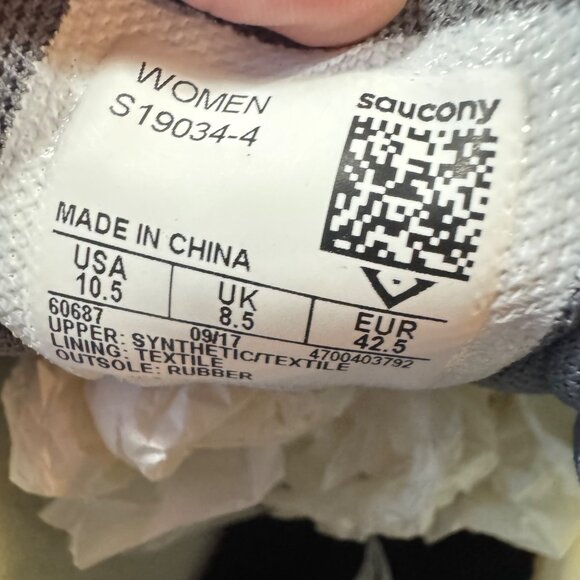 WOMEN
S19034-4
saucony
MADE IN CHINA
USA UK EUR
10.5 8.5 42.5
60687 09/17 4700403792
UPPER: SYNTHETIC/TEXTILE
LINING: TEXTILE
OUTSOLE: RUBBER